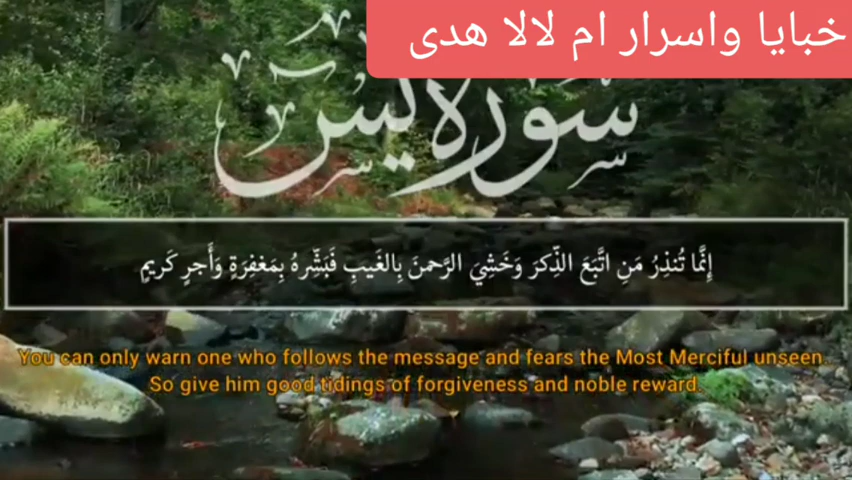 خبايا واسرار ام لالا هدى
سورة يس
إِنَّمَا تُنذِرُ مَنِ اتَّبَعَ الذِّكرَ وَخَشِيَ الرَّحمنَ بِالغَيبِ فَبَشِّرهُ بِمَغفِرَةٍ وَأَجرٍ كَريمٍ
You can only warn one who follows the message and fears the Most Merciful unseen.
So give him good tidings of forgiveness and noble reward.